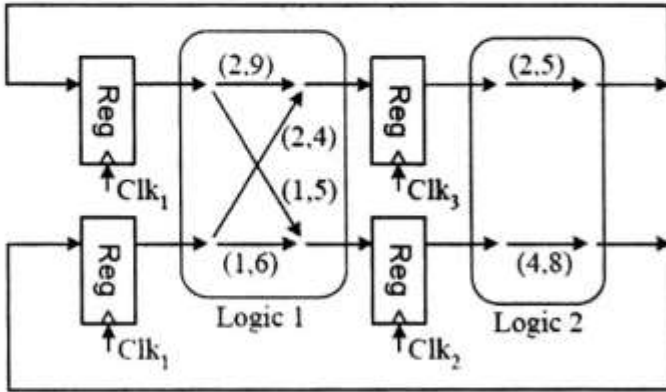 (2,9)
(2,5)
Reg
Reg
(2,4)
Clk₁
(1,5)
Clk₃
Reg
Reg
(1,6)
(4,8)
Logic 1
Logic 2
Clk₁
Clk₂